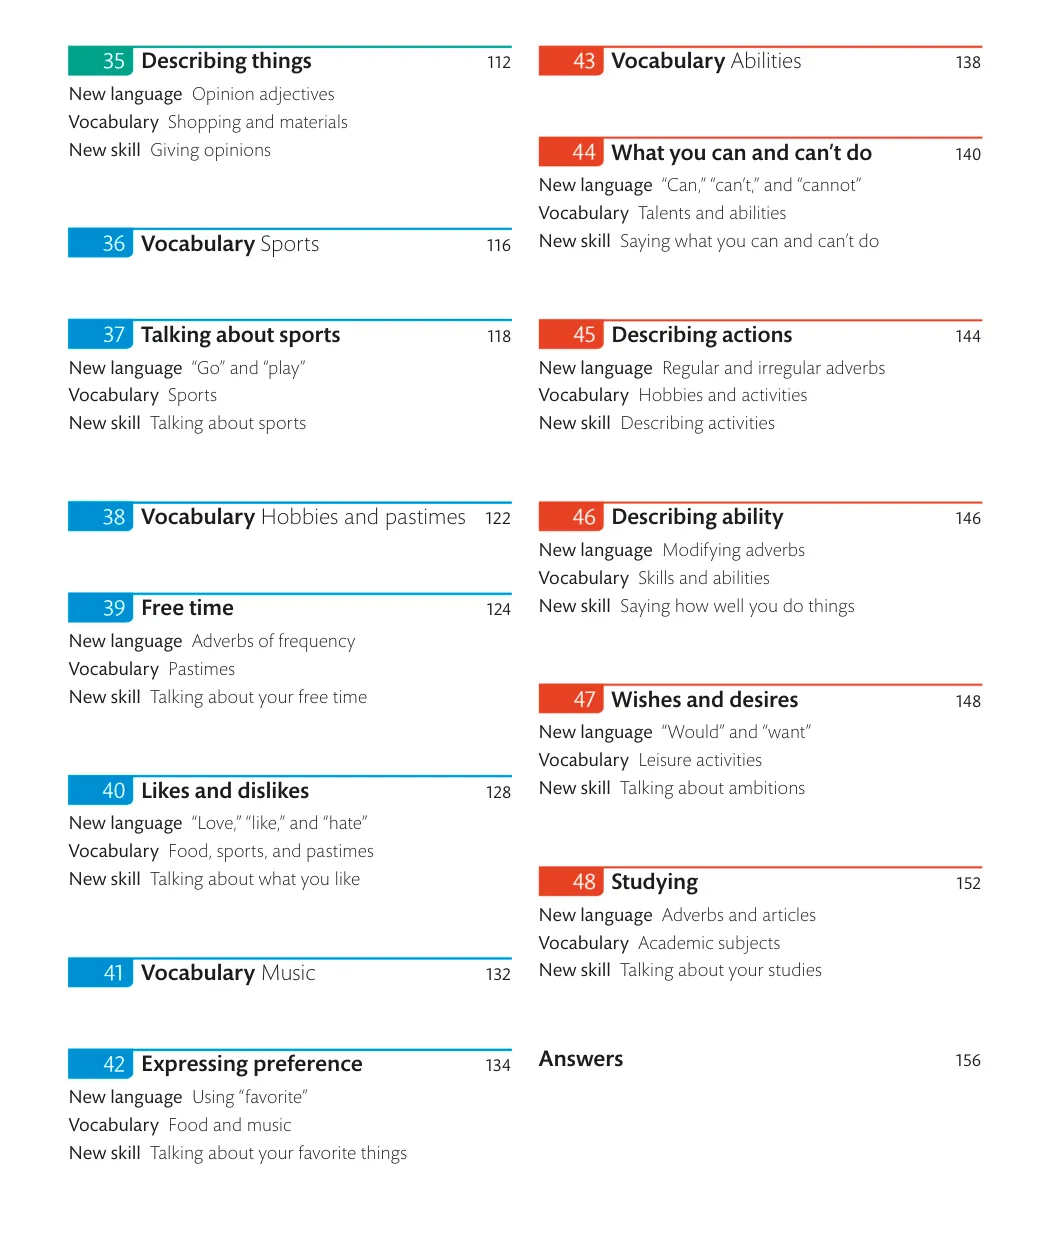 35 Describing things 112
New language Opinion adjectives
Vocabulary Shopping and materials
New skill Giving opinions
36 Vocabulary Sports 116
37 Talking about sports 118
New language “Go” and “play”
Vocabulary Sports
New skill Talking about sports
38 Vocabulary Hobbies and pastimes 122
39 Free time 124
New language Adverbs of frequency
Vocabulary Pastimes
New skill Talking about your free time
40 Likes and dislikes 128
New language “Love,” “like,” and “hate”
Vocabulary Food, sports, and pastimes
New skill Talking about what you like
41 Vocabulary Music 132
42 Expressing preference 134
New language Using “favorite”
Vocabulary Food and music
New skill Talking about your favorite things
43 Vocabulary Abilities 138
44 What you can and can’t do 140
New language “Can,” “can’t,” and “cannot”
Vocabulary Talents and abilities
New skill Saying what you can and can’t do
45 Describing actions 144
New language Regular and irregular adverbs
Vocabulary Hobbies and activities
New skill Describing activities
46 Describing ability 146
New language Modifying adverbs
Vocabulary Skills and abilities
New skill Saying how well you do things
47 Wishes and desires 148
New language “Would” and “want”
Vocabulary Leisure activities
New skill Talking about ambitions
48 Studying 152
New language Adverbs and articles
Vocabulary Academic subjects
New skill Talking about your studies
Answers 156